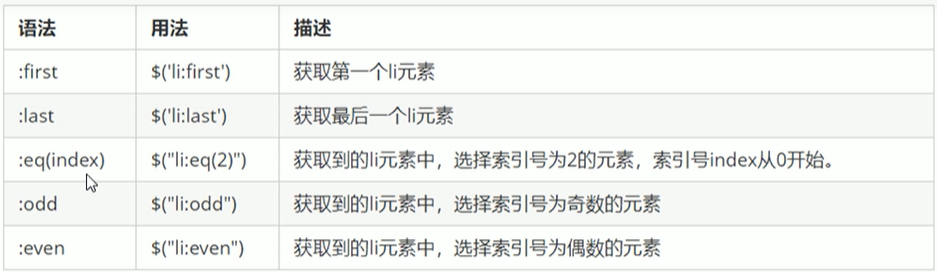 语法 用法 描述
:first $('li:first') 获取第一个li元素
:last $('li:last') 获取最后一个li元素
:eq(index) $("li:eq(2)") 获取到的li元素中，选择索引号为2的元素，索引号index从0开始。
:odd $("li:odd") 获取到的li元素中，选择索引号为奇数的元素
:even $("li:even") 获取到的li元素中，选择索引号为偶数的元素